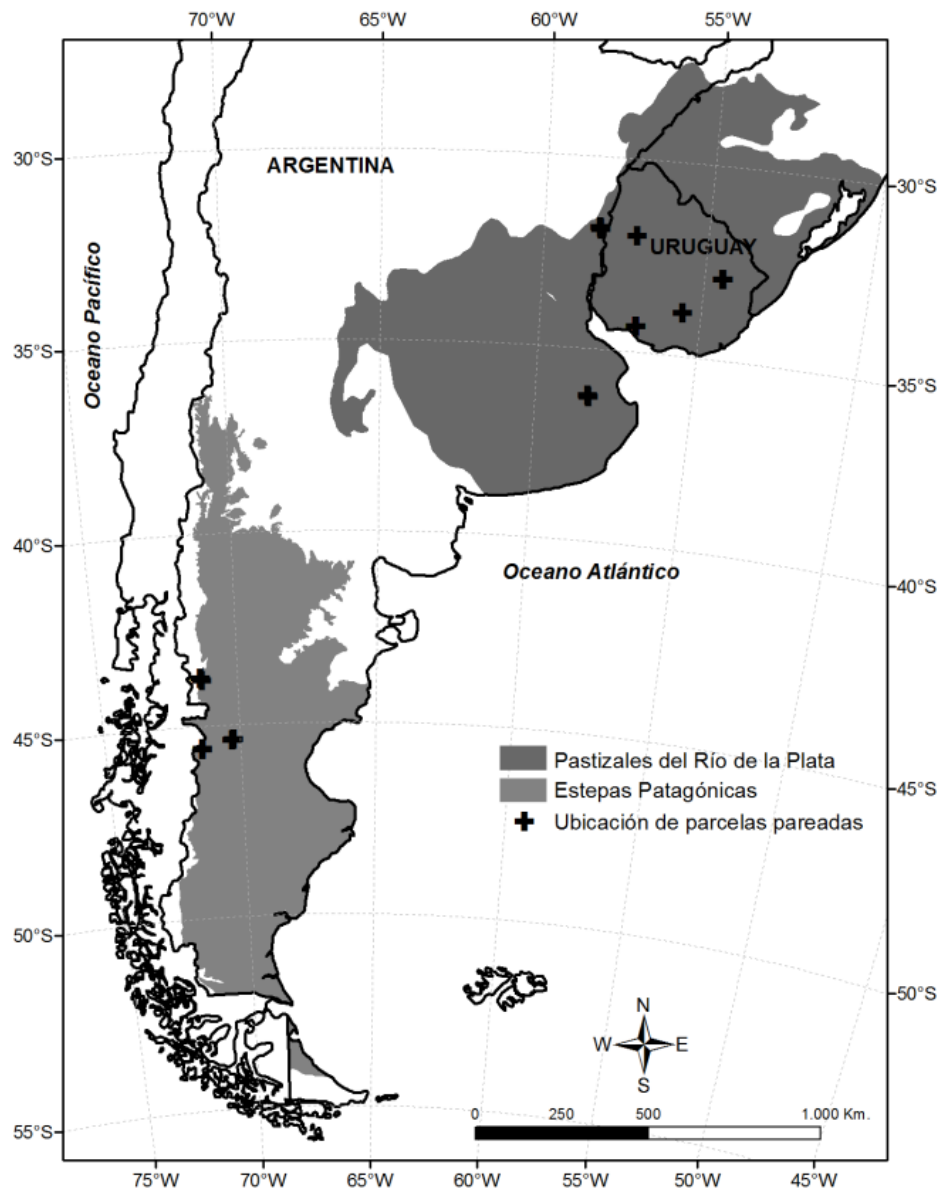 70°W 65°W 60°W 55°W
30°S
ARGENTINA
30°S
URUGUAY
Oceano Pacífico
35°S
35°S
40°S
Oceano Atlántico
40°S
45°S
Pastizales del Río de la Plata
Estepas Patagónicas
45°S
Ubicación de parcelas pareadas
50°S
50°S
N
W E
S
0 250 500 1.000 Km.
55°S
75°W 70°W 65°W 60°W 55°W 50°W 45°W